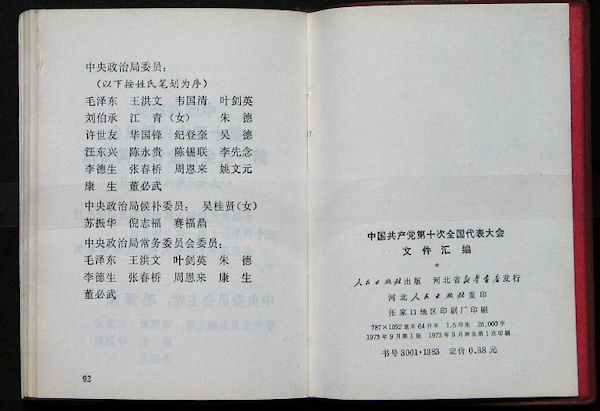 中央政治局委员：
（以下按姓氏笔划为序）
毛泽东 王洪文 韦国清 叶剑英
刘伯承 江 青（女） 朱 德
许世友 华国锋 纪登奎 吴 德
汪东兴 陈永贵 陈锡联 李先念
李德生 张春桥 周恩来 姚文元
康 生 董必武
中央政治局候补委员： 吴桂贤（女）
苏振华 倪志福 赛福鼎
中央政治局常务委员会委员：
毛泽东 王洪文 叶剑英 朱 德
李德生 张春桥 周恩来 康 生
董必武
92
中国共产党第十次全国代表大会
文件汇编
人民出版社出版 河北省新华书店发行
河北人民出版社重印
张家口地区印刷厂印刷
787×1092毫米 64开本 1.5印张 26,000字
1973年9月第1版 1973年9月河北第1次印刷
书号 3001·1383 定价 0.38元